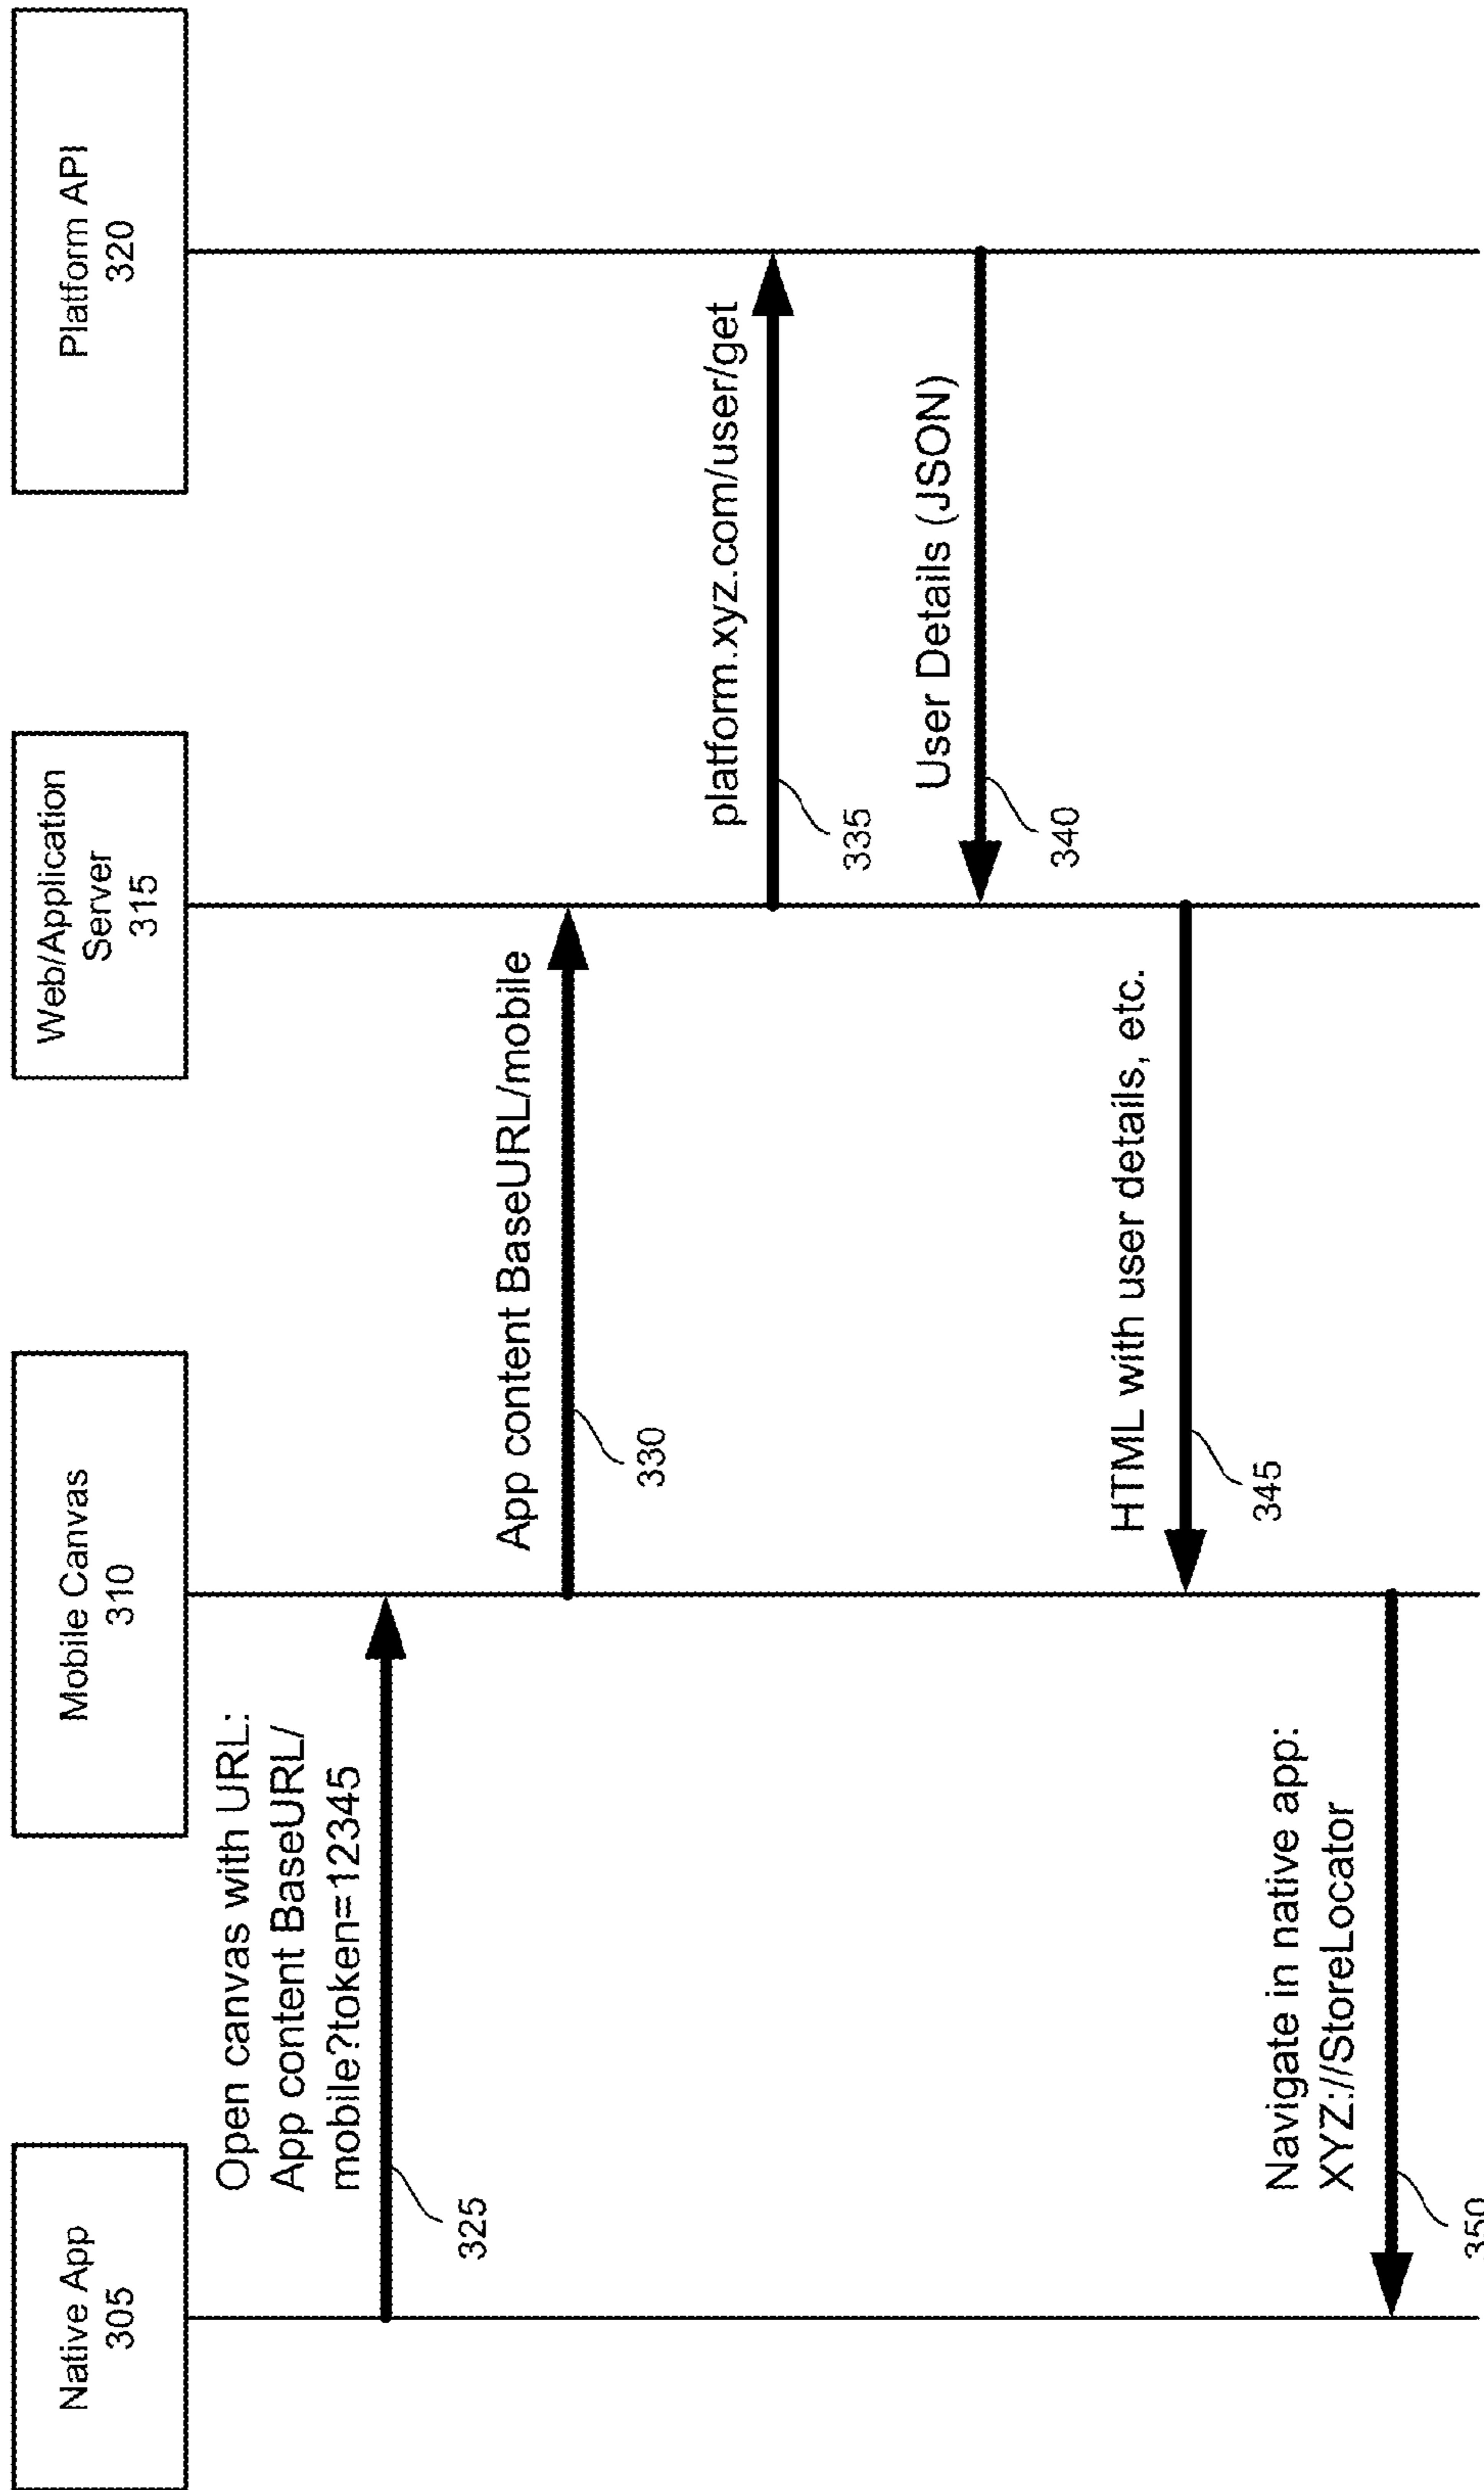 Native App
305
Mobile Canvas
310
Web/Application
Server
315
Platform API
320
Open canvas with URL:
App content BaseURL/
mobile?token=12345
325
App content BaseURL/mobile
330
platform.xyz.com/user/get
335
User Details (JSON)
340
HTML with user details, etc.
345
Navigate in native app:
XYZ://StoreLocator
350